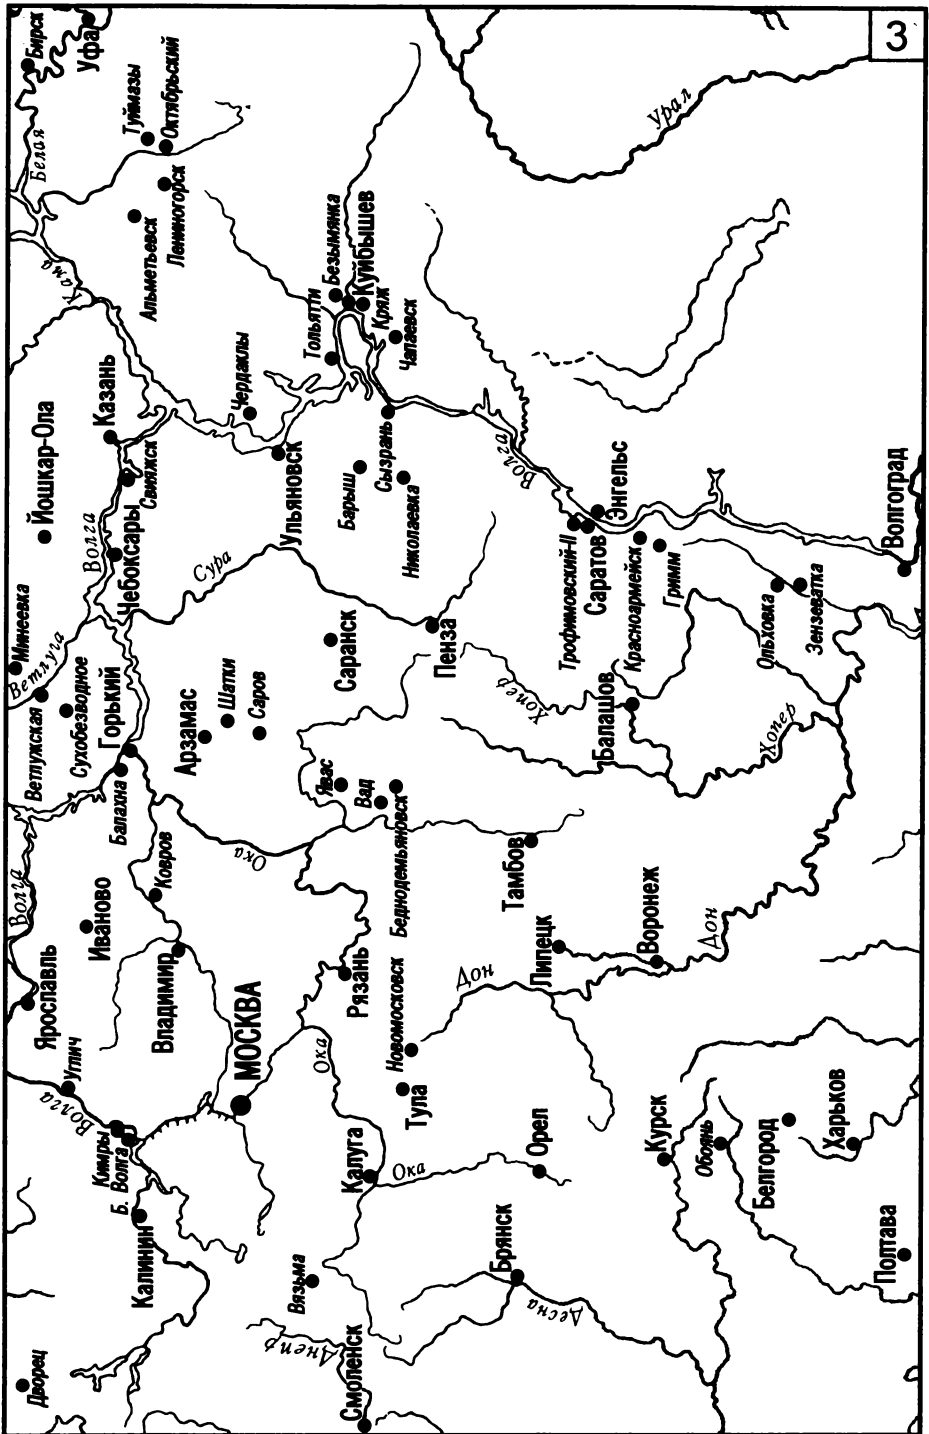 3
Бирск
Уфа
Белая
Туймазы
Октябрьский
Лениногорск
Альметьевск
Кама
Урал
Безымянка
Куйбышев
Кряж
Чапаевск
Тольятти
Чердаклы
Казань
Йошкар-Ола
Свияжск
Волга
Чебоксары
Ульяновск
Барыш
Сызрань
Николаевка
Волга
Энгельс
Саратов
Трофимовский-II
Красноармейск
Гримм
Волгоград
Ольховка
Зензеватка
Минеевка
Ветлуга
Ветлужская
Сухобезводное
Горький
Балахна
Сура
Арзамас
Шатки
Саров
Саранск
Пенза
Хопер
Балашов
Хопер
Явас
Вад
Беднодемьяновск
Ока
Ковров
Волга
Ярославль
Иваново
Владимир
МОСКВА
Рязань
Ока
Новомосковск
Тула
Дон
Тамбов
Липецк
Воронеж
Дон
Углич
Волга
Кимры
Б. Волга
Калинин
Калуга
Ока
Орел
Курск
Обоянь
Белгород
Харьков
Полтава
Вязьма
Брянск
Десна
Днепр
Смоленск
Дворец